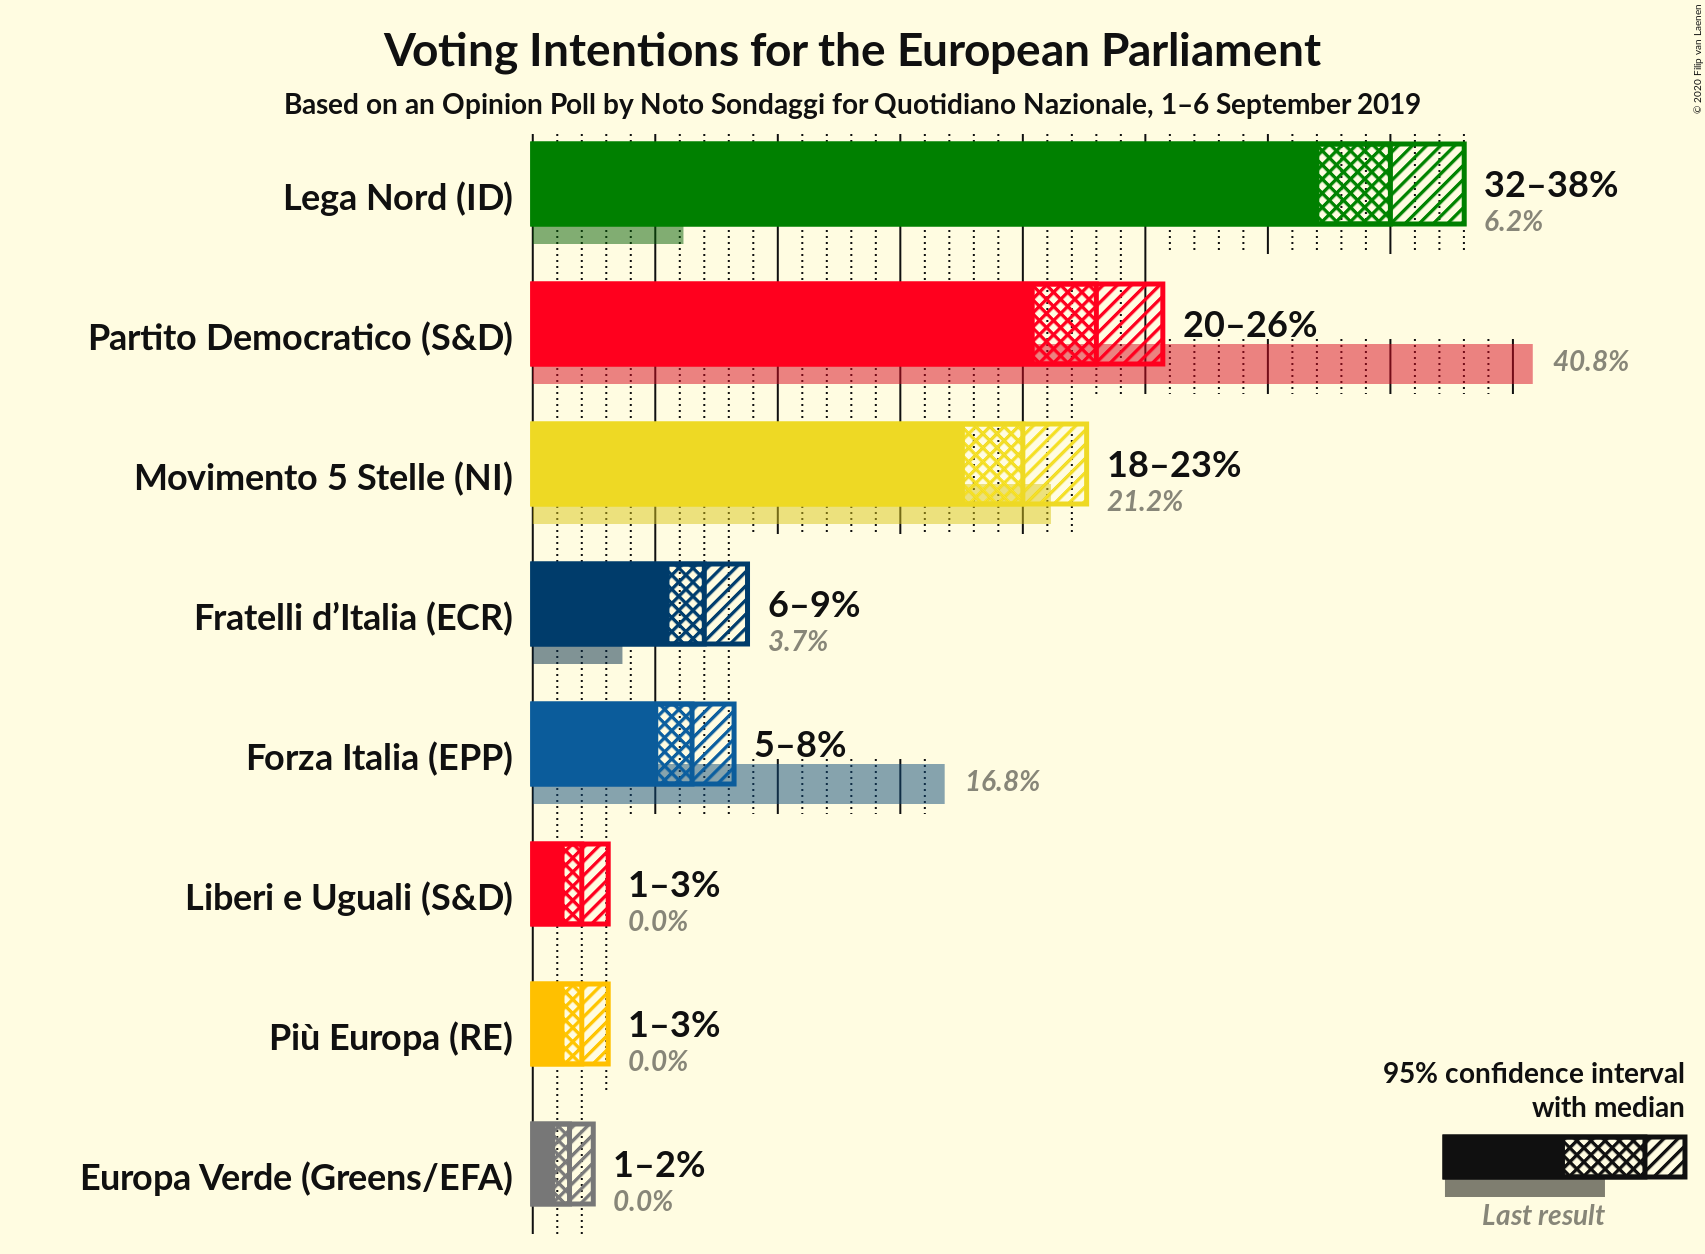 Voting Intentions for the European Parliament
Based on an Opinion Poll by Noto Sondaggi for Quotidiano Nazionale, 1–6 September 2019
© 2020 Filip van Laenen
Lega Nord (ID)
32–38%
6.2%
Partito Democratico (S&D)
20–26%
40.8%
Movimento 5 Stelle (NI)
18–23%
21.2%
Fratelli d’Italia (ECR)
6–9%
3.7%
Forza Italia (EPP)
5–8%
16.8%
Liberi e Uguali (S&D)
1–3%
0.0%
Più Europa (RE)
1–3%
0.0%
Europa Verde (Greens/EFA)
1–2%
0.0%
95% confidence interval
with median
Last result